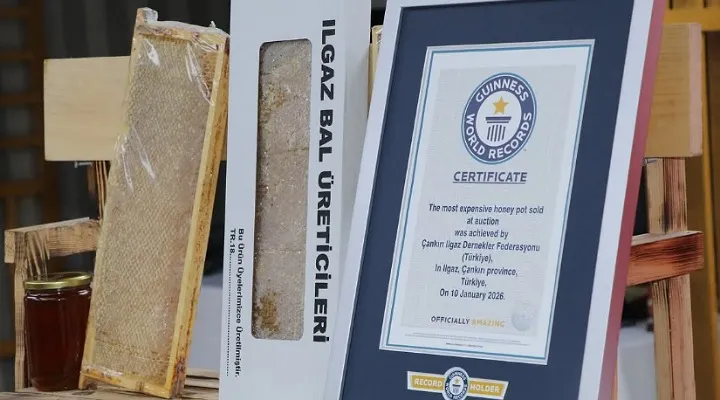 ILGAZ BAL ÜRETİCİLERİ
Bu Ürün Üyelerimizce Üretilmiştir.
TR.18............
GUINNESS
WORLD RECORDS
CERTIFICATE
The most expensive honey pot sold
at auction
was achieved by
Çankırı Ilgaz Dernekler Federasyonu
(Türkiye),
in Ilgaz, Çankırı province,
Türkiye,
On 10 January 2026.
OFFICIALLY AMAZING
RECORD HOLDER